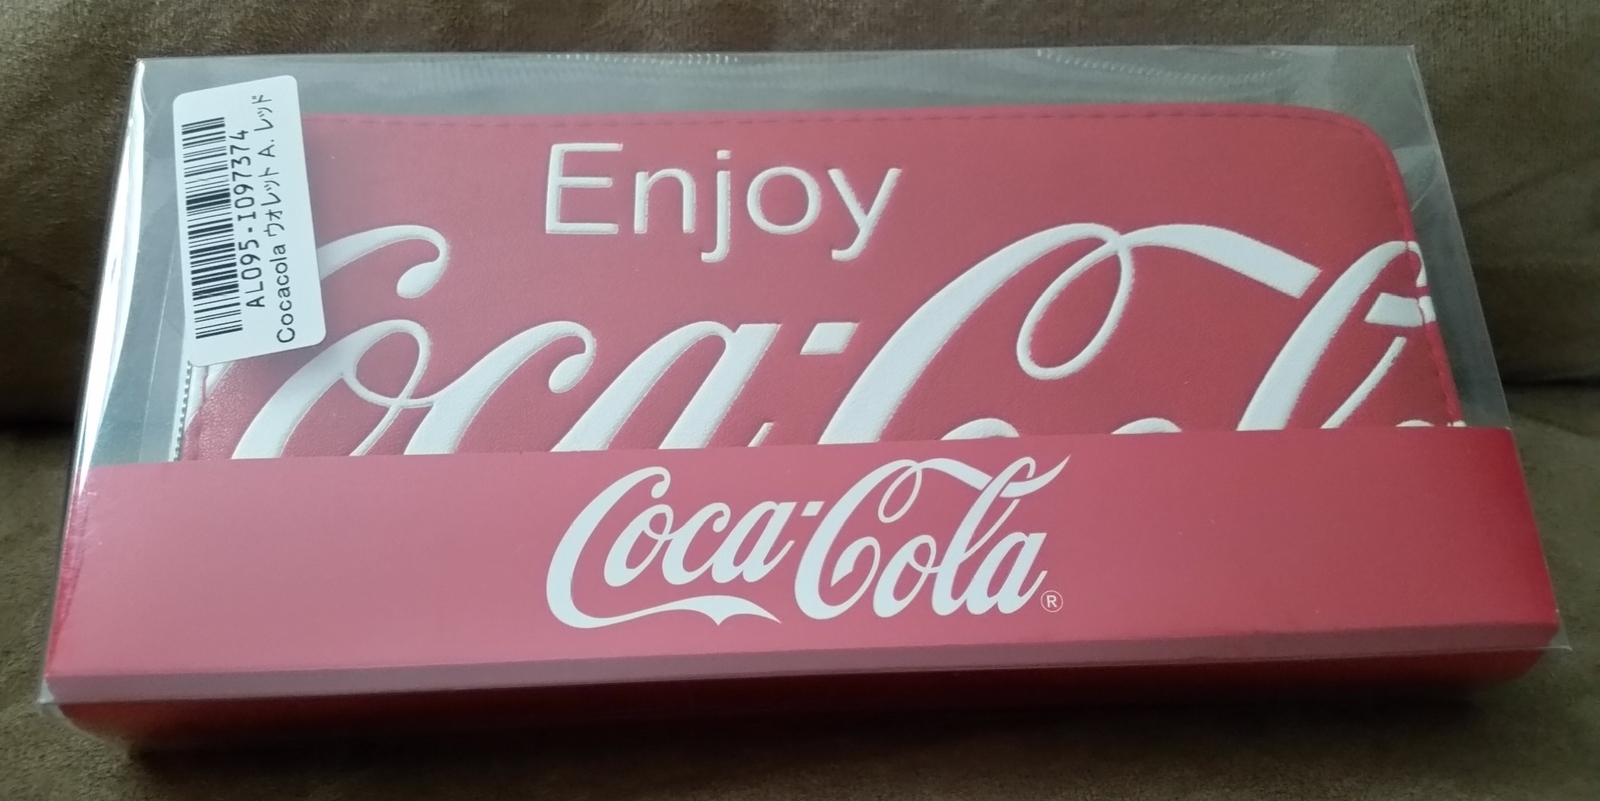 AL095-I097374
Cocacola ウォレット A. レッド
Enjoy
Coca-Cola
Coca-Cola®